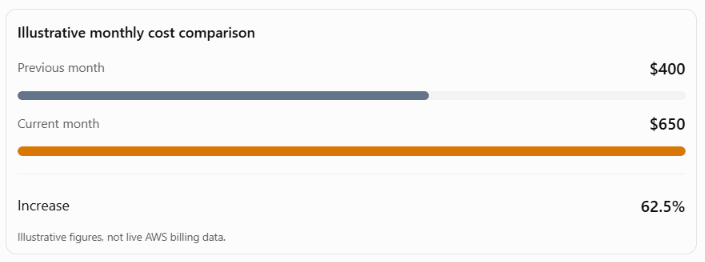 Illustrative monthly cost comparison
Previous month $400
Current month $650
Increase 62.5%
Illustrative figures, not live AWS billing data.